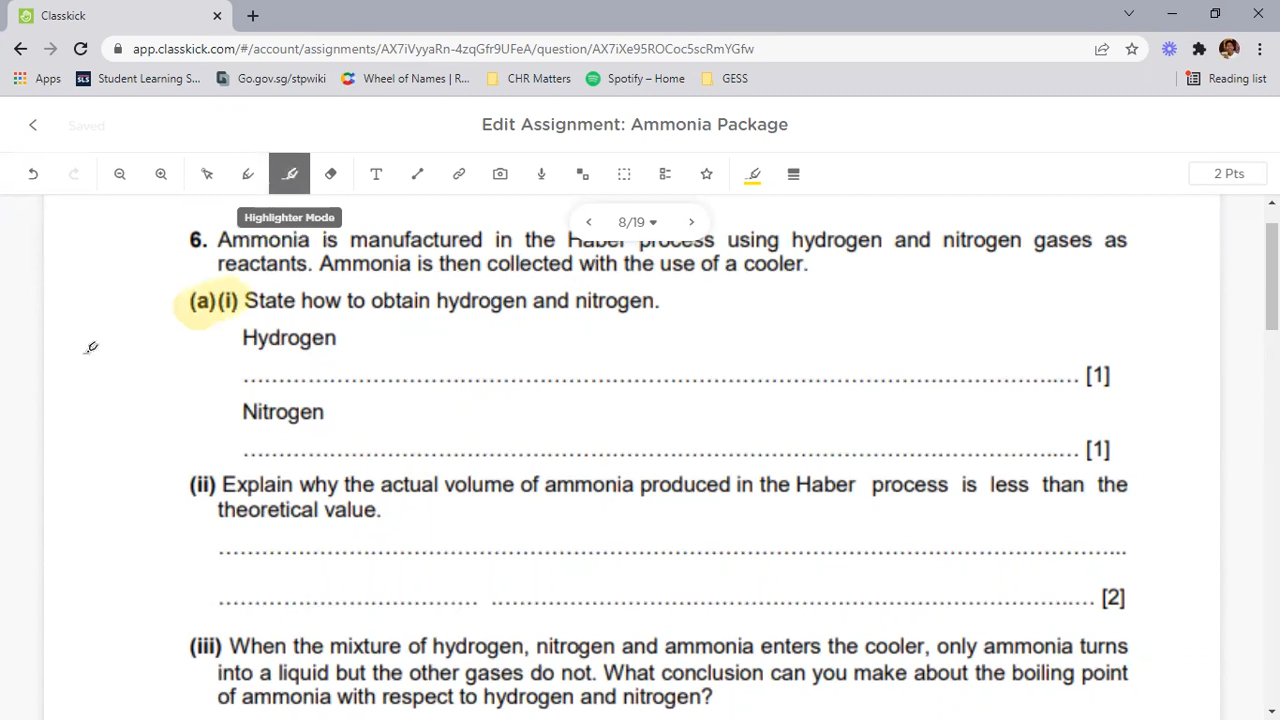 Classkick
app.classkick.com/#/account/assignments/AX7iVyyaRn-4zqGfr9UFeA/question/AX7iXe95ROCoc5scRmYGfw
Apps SLS Student Learning S... Go.gov.sg/stpwiki Wheel of Names | R... CHR Matters Spotify – Home GESS Reading list
Saved Edit Assignment: Ammonia Package
T 2 Pts
Highlighter Mode 8/19
6. Ammonia is manufactured in the Haber process using hydrogen and nitrogen gases as
reactants. Ammonia is then collected with the use of a cooler.
(a)(i) State how to obtain hydrogen and nitrogen.
Hydrogen
[1]
Nitrogen
[1]
(ii) Explain why the actual volume of ammonia produced in the Haber process is less than the
theoretical value.
[2]
(iii) When the mixture of hydrogen, nitrogen and ammonia enters the cooler, only ammonia turns
into a liquid but the other gases do not. What conclusion can you make about the boiling point
of ammonia with respect to hydrogen and nitrogen?